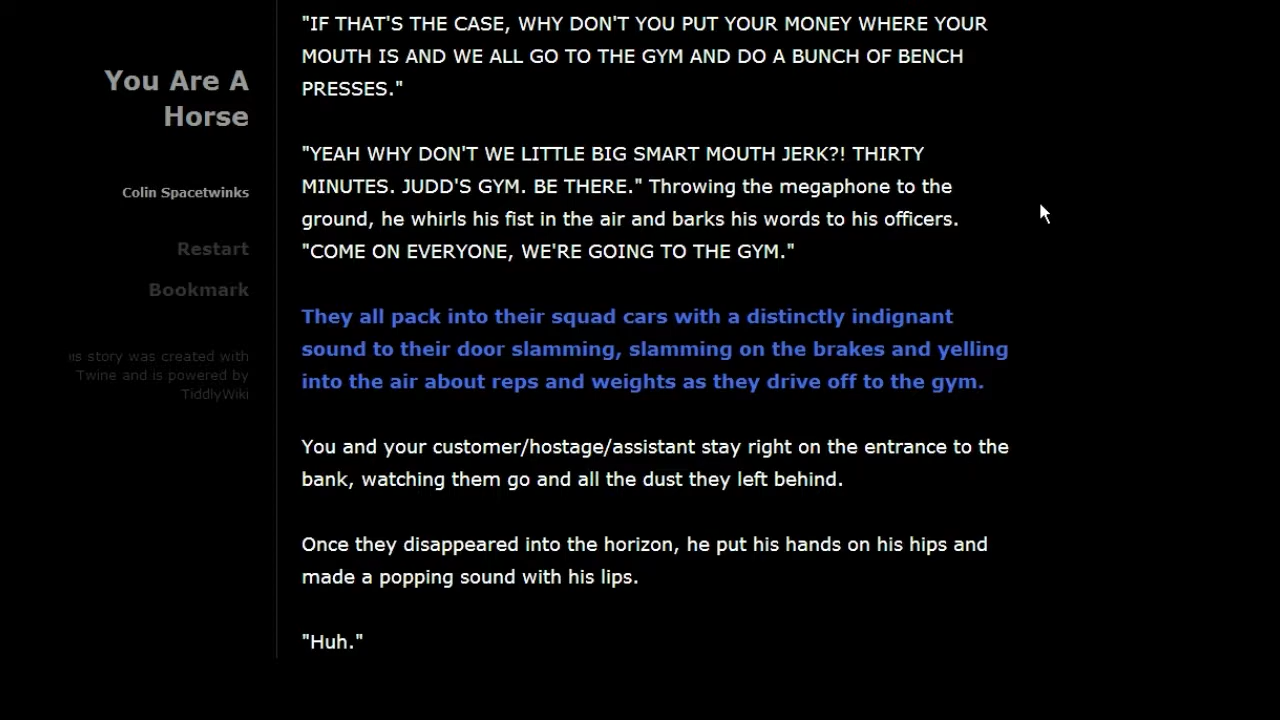 You Are A
Horse
Colin Spacetwinks
Restart
Bookmark
is story was created with
Twine and is powered by
TiddlyWiki
"IF THAT'S THE CASE, WHY DON'T YOU PUT YOUR MONEY WHERE YOUR
MOUTH IS AND WE ALL GO TO THE GYM AND DO A BUNCH OF BENCH
PRESSES."
"YEAH WHY DON'T WE LITTLE BIG SMART MOUTH JERK?! THIRTY
MINUTES. JUDD'S GYM. BE THERE." Throwing the megaphone to the
ground, he whirls his fist in the air and barks his words to his officers.
"COME ON EVERYONE, WE'RE GOING TO THE GYM."
They all pack into their squad cars with a distinctly indignant
sound to their door slamming, slamming on the brakes and yelling
into the air about reps and weights as they drive off to the gym.
You and your customer/hostage/assistant stay right on the entrance to the
bank, watching them go and all the dust they left behind.
Once they disappeared into the horizon, he put his hands on his hips and
made a popping sound with his lips.
"Huh."